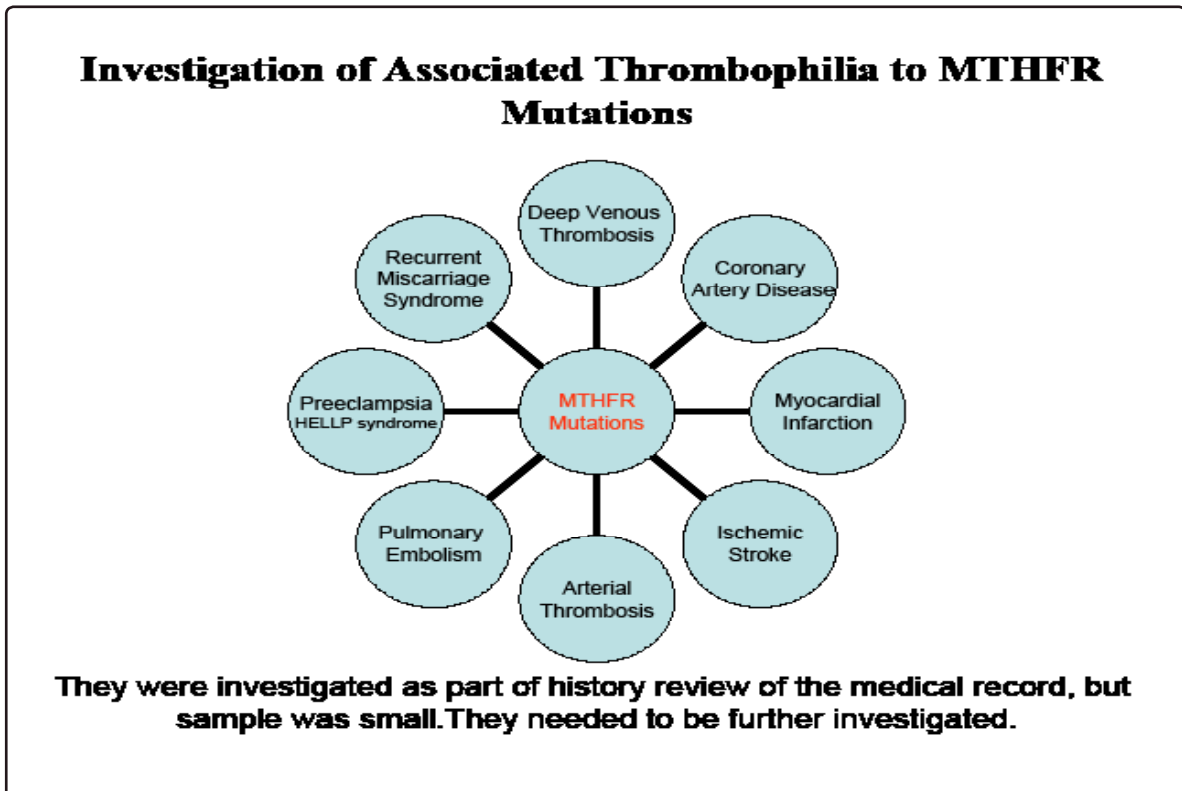 Investigation of Associated Thrombophilia to MTHFR
Mutations
Deep Venous
Thrombosis
Coronary
Artery Disease
Myocardial
Infarction
Ischemic
Stroke
Arterial
Thrombosis
Pulmonary
Embolism
Preeclampsia
HELLP syndrome
Recurrent
Miscarriage
Syndrome
MTHFR
Mutations
They were investigated as part of history review of the medical record, but
sample was small.They needed to be further investigated.